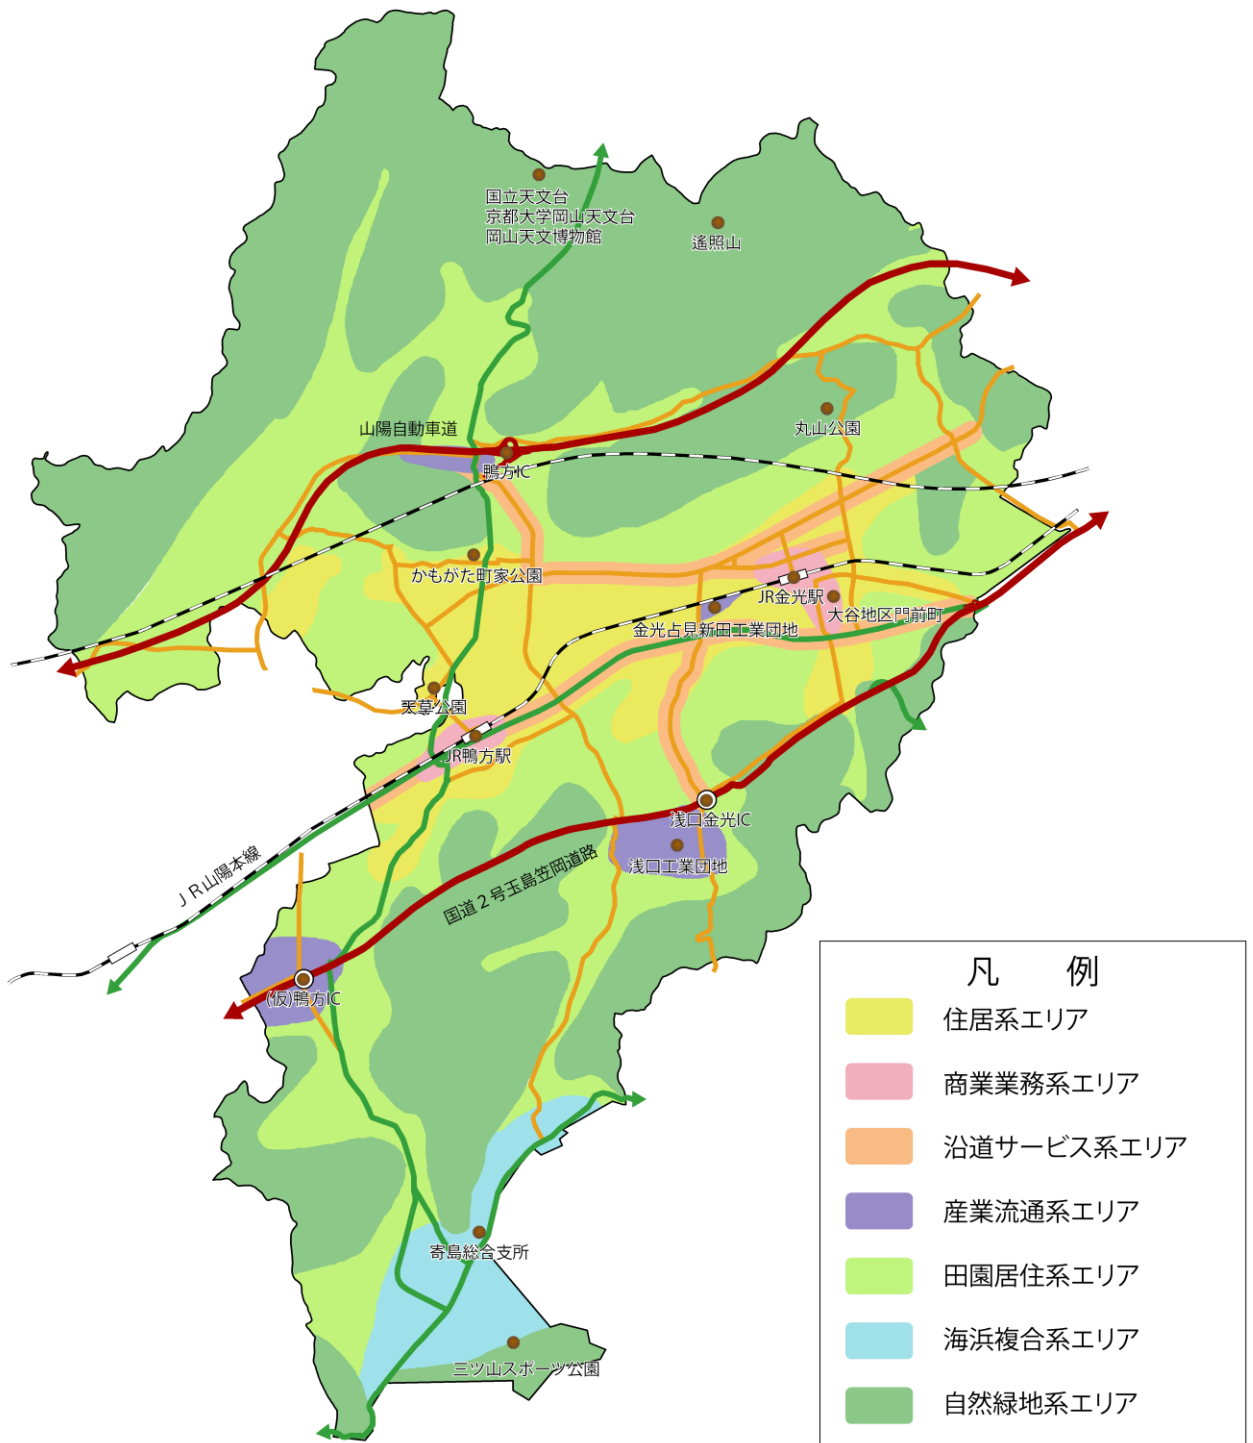 国立天文台
京都大学岡山天文台
岡山天文博物館
遙照山
山陽自動車道
丸山公園
鴨方IC
かもがた町家公園
JR金光駅
大谷地区門前町
金光占見新田工業団地
天草公園
JR鴨方駅
浅口金光IC
浅口工業団地
国道２号玉島笠岡道路
ＪＲ山陽本線
(仮)鴨方IC
寄島総合支所
三ツ山スポーツ公園
凡　例
住居系エリア
商業業務系エリア
沿道サービス系エリア
産業流通系エリア
田園居住系エリア
海浜複合系エリア
自然緑地系エリア